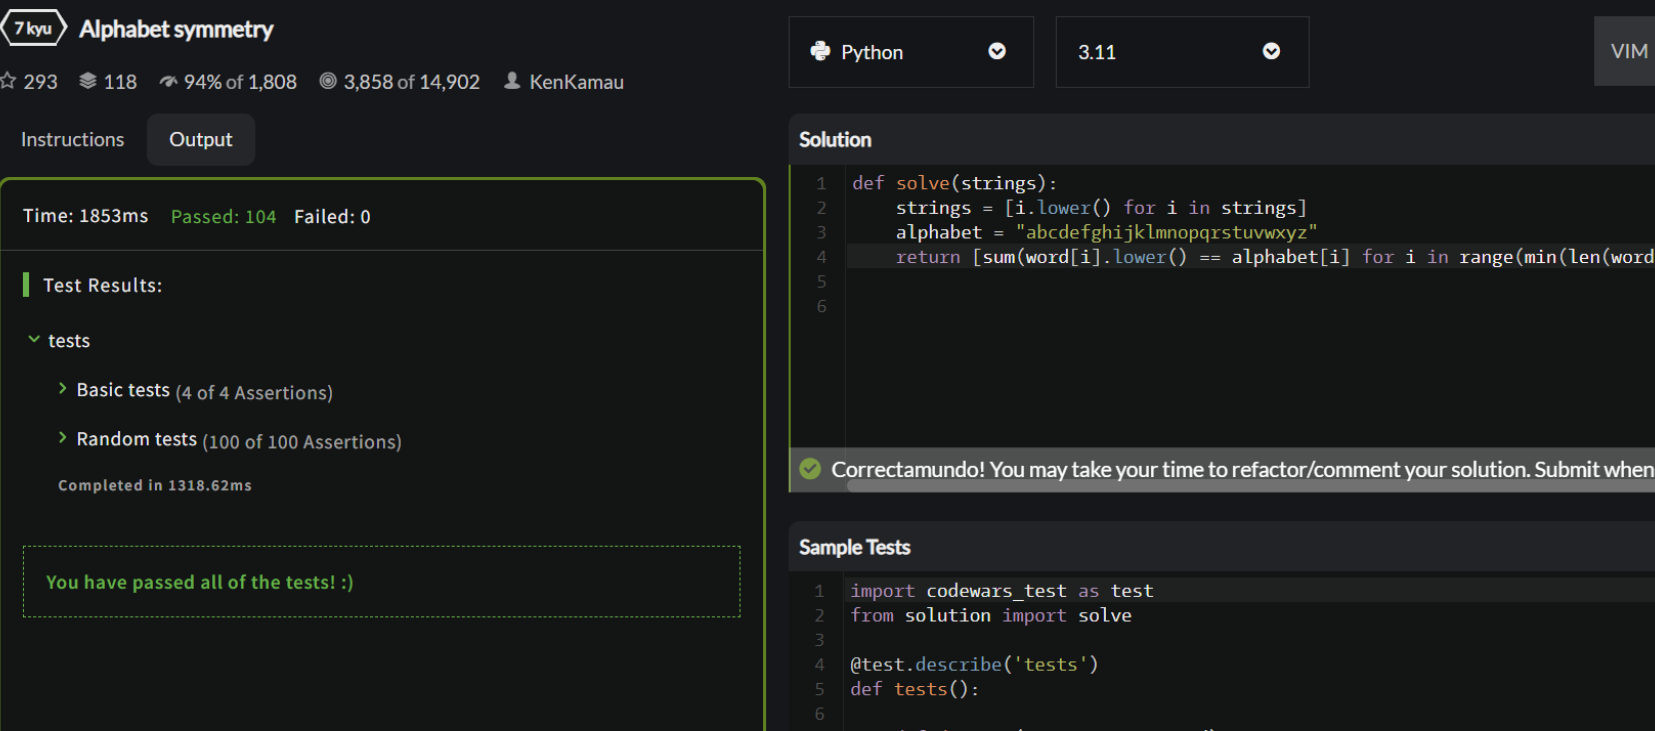 7 kyu Alphabet symmetry
293 118 94% of 1,808 3,858 of 14,902 KenKamau
Instructions Output
Time: 1853ms Passed: 104 Failed: 0
Test Results:
tests
Basic tests (4 of 4 Assertions)
Random tests (100 of 100 Assertions)
Completed in 1318.62ms
You have passed all of the tests! :)
Python 3.11 VIM
Solution
1 def solve(strings):
2 strings = [i.lower() for i in strings]
3 alphabet = "abcdefghijklmnopqrstuvwxyz"
4 return [sum(word[i].lower() == alphabet[i] for i in range(min(len(word
5
6
Correctamundo! You may take your time to refactor/comment your solution. Submit when
Sample Tests
1 import codewars_test as test
2 from solution import solve
3
4 @test.describe('tests')
5 def tests():
6